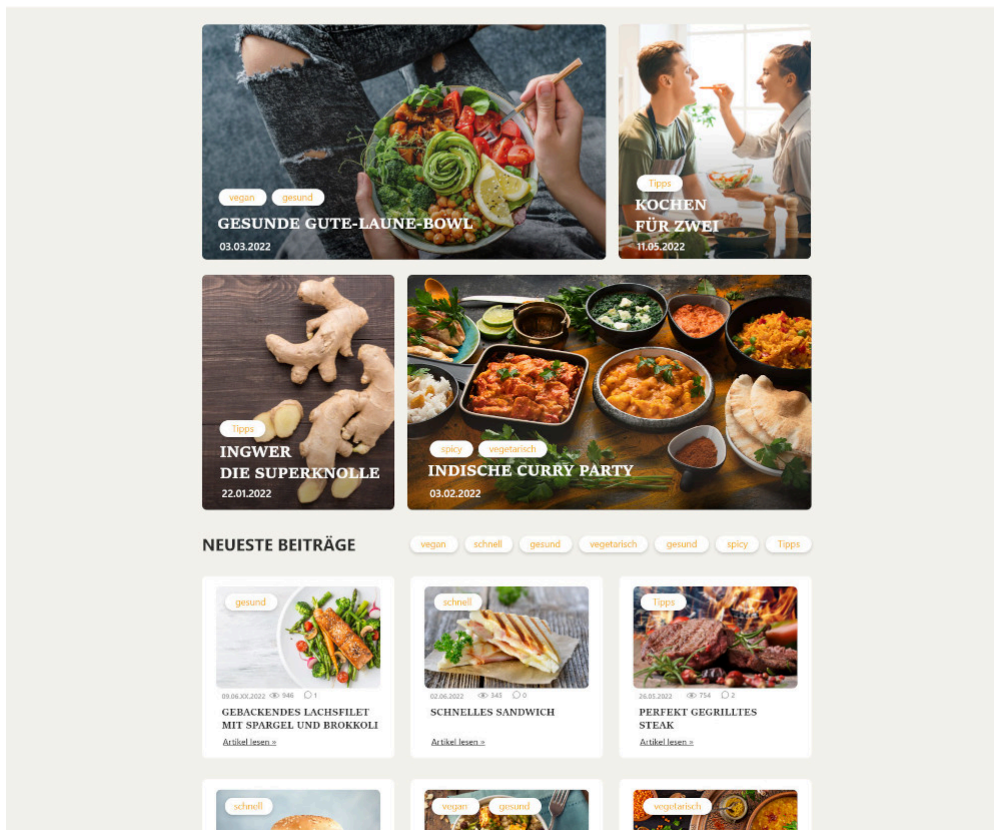 vegan gesund
GESUNDE GUTE-LAUNE-BOWL
03.03.2022
Tipps
KOCHEN
FÜR ZWEI
11.05.2022
Tipps
INGWER
DIE SUPERKNOLLE
22.01.2022
spicy vegetarisch
INDISCHE CURRY PARTY
03.02.2022
NEUESTE BEITRÄGE
vegan schnell gesund vegetarisch gesund spicy Tipps
gesund
09.06.XX.2022 946 1
GEBACKENDES LACHSFILET
MIT SPARGEL UND BROKKOLI
Artikel lesen »
schnell
02.06.2022 343 0
SCHNELLES SANDWICH
Artikel lesen »
Tipps
26.05.2022 754 2
PERFEKT GEGRILLTES
STEAK
Artikel lesen »
schnell
vegan gesund
vegetarisch